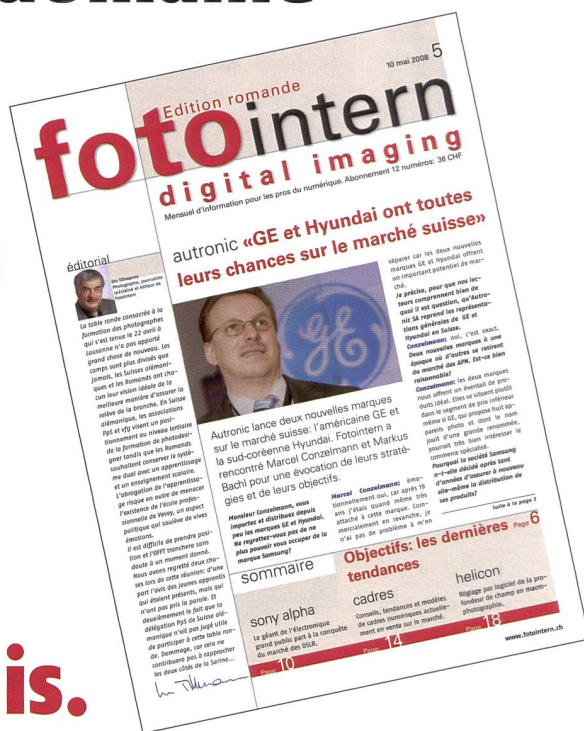 Edition romande
10 mai 2008 5
fotointern
digital imaging
Mensuel d'information pour les pros du numérique. Abonnement 12 numéros: 36 CHF
éditorial
Urs Tillmanns
Photographe, journaliste
spécialisé et éditeur de
Fotointern
La table ronde consacrée à la
formation des photographes
qui s'est tenue le 22 avril à
Lausanne n'a pas apporté
grand chose de nouveau. Les
camps sont plus divisés que
jamais, les Suisses alémani-
ques et les Romands ont cha-
cun leur vision idéale de la
meilleure manière d'assurer la
relève de la branche. En Suisse
alémanique, les associations
PpS et vfg visent un posi-
tionnement au niveau tertiaire
de la formation de photodesi-
gner tandis que les Romands
souhaitent conserver le systè-
me dual avec un apprentissage
et un enseignement scolaire.
L'abrogation de l'apprentissa-
ge risque en outre de menacer
l'existence de l'école profes-
sionnelle de Vevey, un aspect
politique qui soulève de vives
émotions.
Il est difficile de prendre posi-
tion et l'OFFT tranchera sans
doute à un moment donné.
Nous avons regretté deux cho-
ses lors de cette réunion: d'une
part l'avis des jeunes apprentis
qui étaient présents, mais qui
n'ont pas pris la parole. Et
deuxièmement le fait que la
délégation PpS de Suisse alé-
manique n'ait pas jugé utile
de participer à cette table ron-
de. Dommage, car cela ne
contribuera pas à rapprocher
les deux côtés de la Sarine...
autronic «GE et Hyundai ont toutes
leurs chances sur le marché suisse»
Autronic lance deux nouvelles marques
sur le marché suisse: l'américaine GE et
la sud-coréenne Hyundai. Fotointern a
rencontré Marcel Conzelmann et Markus
Bachl pour une évocation de leurs straté-
gies et de leurs objectifs.
Monsieur Conzelmann, vous
importez et distribuez depuis
peu les marques GE et Hyundai.
Ne regrettez-vous pas de ne
plus pouvoir vous occuper de la
marque Samsung?
Marcel Conzelmann: émo-
tionnellement oui, car après 19
ans j'étais quand même très
attaché à cette marque. Com-
mercialement en revanche, je
n'ai pas de problème à m'en
séparer car les deux nouvelles
marques GE et Hyundai offrent
un important potentiel de mar-
ché.
Je précise, pour que nos lec-
teurs comprennent bien de
quoi il est question, qu'Autro-
nic SA reprend les représenta-
tions générales de GE et
Hyundai en Suisse.
Conzelmann: oui, c'est exact.
Deux nouvelles marques à une
époque où d'autres se retirent
du marché des APN. Est-ce bien
raisonnable?
Conzelmann: les deux marques
nous offrent un éventail de pro-
duits idéal. Elles se situent plutôt
dans le segment de prix inférieur
même si GE, qui propose huit ap-
pareils photo et dont le nom
jouit d'une grande renommée,
pourrait très bien intéresser le
commerce spécialisé.
Pourquoi la société Samsung
a-t-elle décidé après tant
d'années d'assurer à nouveau
elle-même la distribution de
ses produits?
Suite à la page 3
sommaire
Objectifs: les dernières Page 6
tendances
sony alpha
Le géant de l'électronique
grand public part à la conquête
du marché des DSLR.
Page 10
cadres
Conseils, tendances et modèles
de cadres numériques actuelle-
ment en vente sur le marché.
Page 14
helicon
Réglage par logiciel de la pro-
fondeur de champ en macro-
photographie.
Page 18
www.fotointern.ch
is.